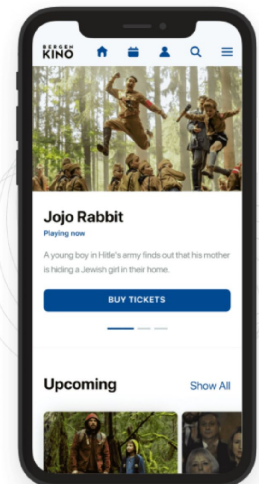 BERGEN
KINO
Jojo Rabbit
Playing now
A young boy in Hitle's army finds out that his mother
is hiding a Jewish girl in their home.
BUY TICKETS
Upcoming
Show All